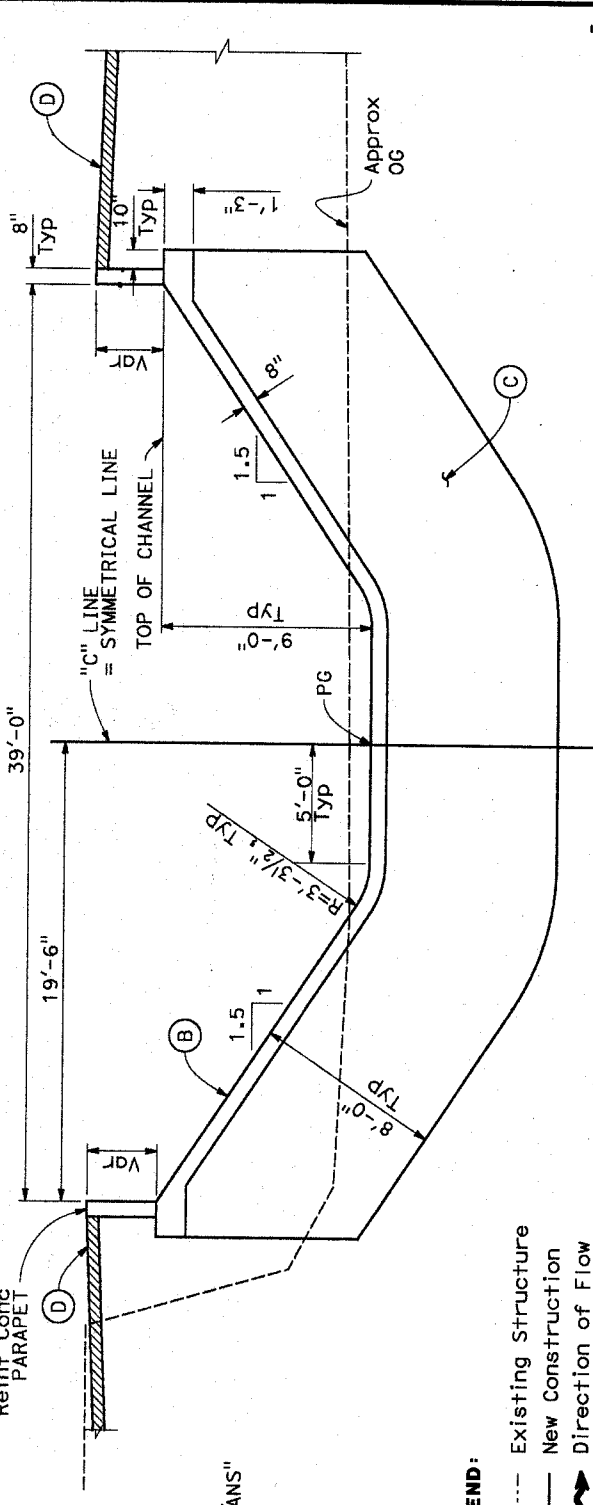 39'-0"
8"
Typ
D
"C" LINE
= SYMMETRICAL LINE
TOP OF CHANNEL
Var
10"
Typ
1'-3"
Approx
OG
19'-6"
Reinf Conc
PARAPET
D
Var
B
1.5
1
R=3'-3½", TYP
5'-0"
Typ
PG
9'-0"
Typ
1.5
1
8"
8'-0"
Typ
C
ANS"
END:
Existing Structure
New Construction
Direction of Flow